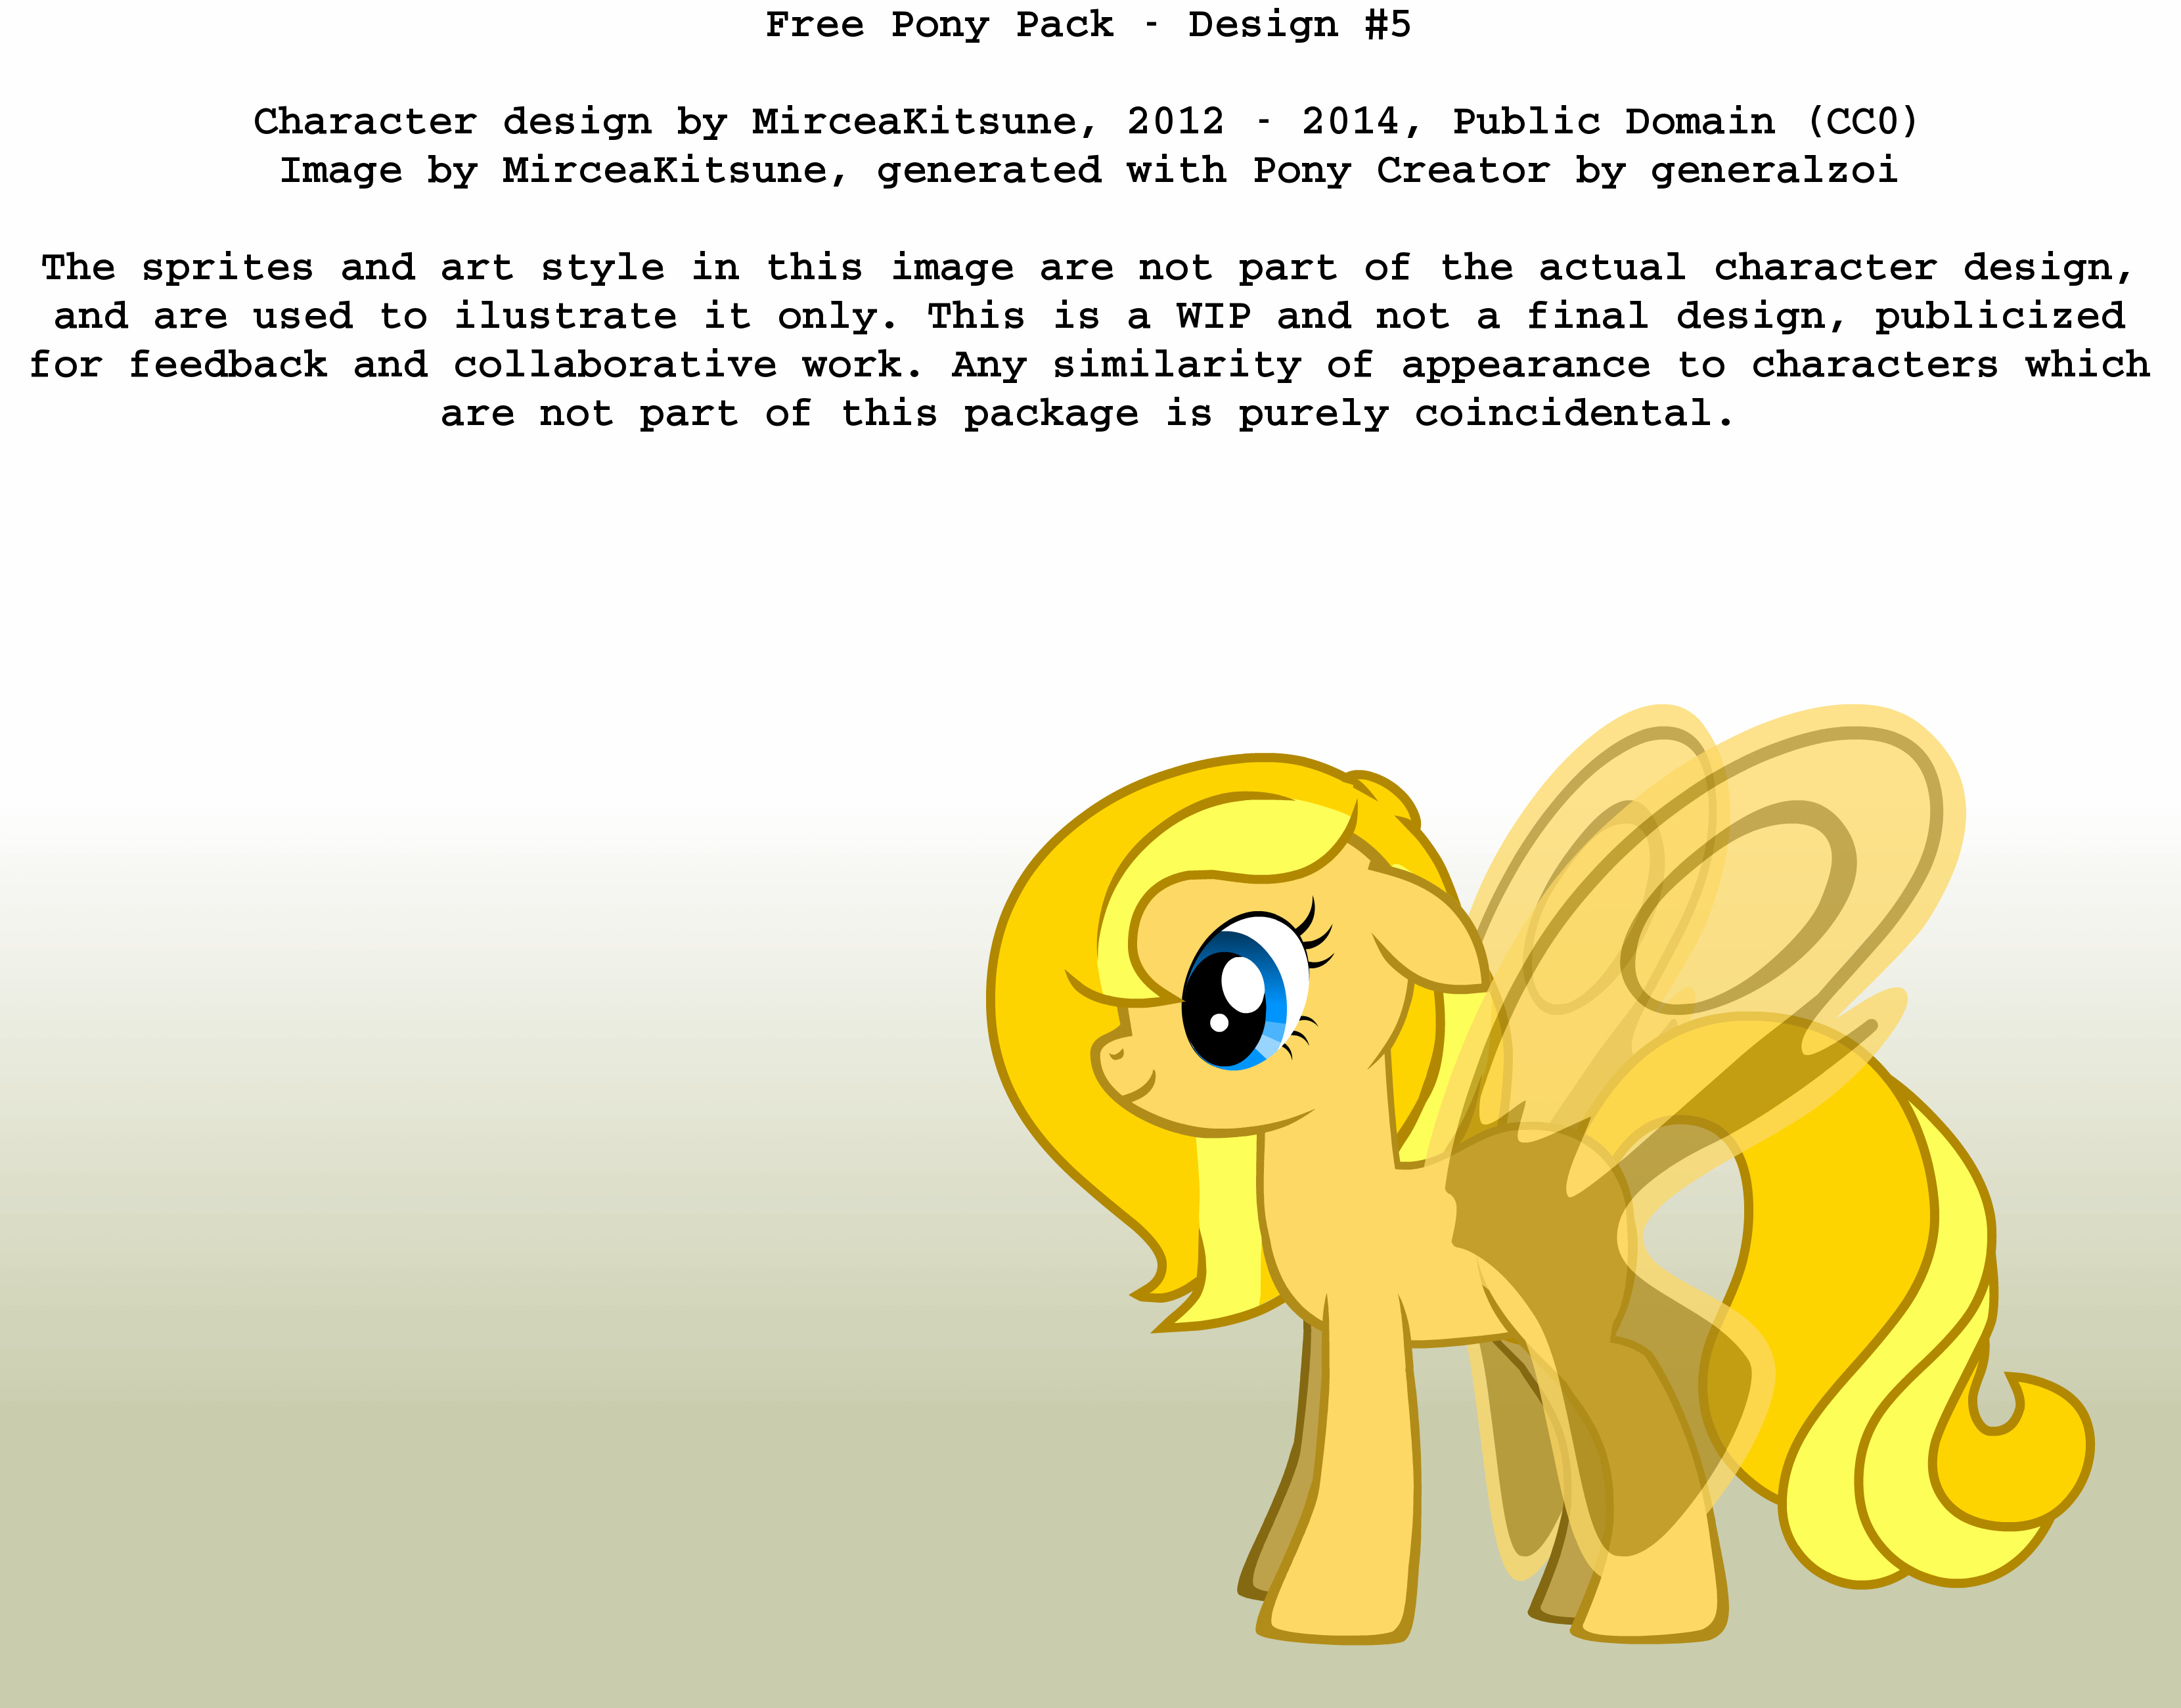 Free Pony Pack - Design #5
Character design by MirceaKitsune, 2012 - 2014, Public Domain (CC0)
Image by MirceaKitsune, generated with Pony Creator by generalzoi
The sprites and art style in this image are not part of the actual character design,
and are used to ilustrate it only. This is a WIP and not a final design, publicized
for feedback and collaborative work. Any similarity of appearance to characters which
are not part of this package is purely coincidental.